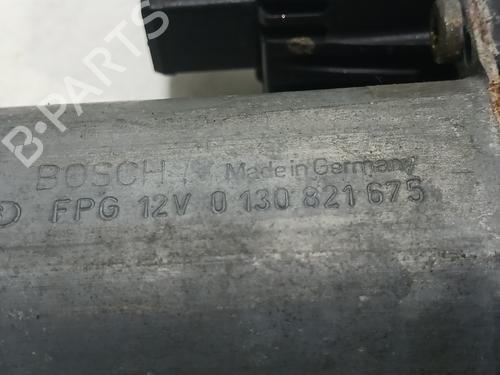 B-PARTS
BOSCH Made in Germany
FPG 12V 0 130 821 675